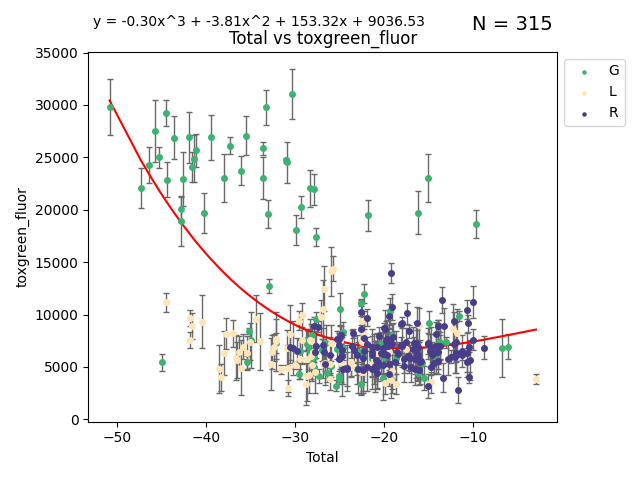 y = -0.30x^3 + -3.81x^2 + 153.32x + 9036.53
N = 315
Total vs toxgreen_fluor
G
L
R
toxgreen_fluor
35000
30000
25000
20000
15000
10000
5000
0
−50
−40
−30
−20
−10
Total